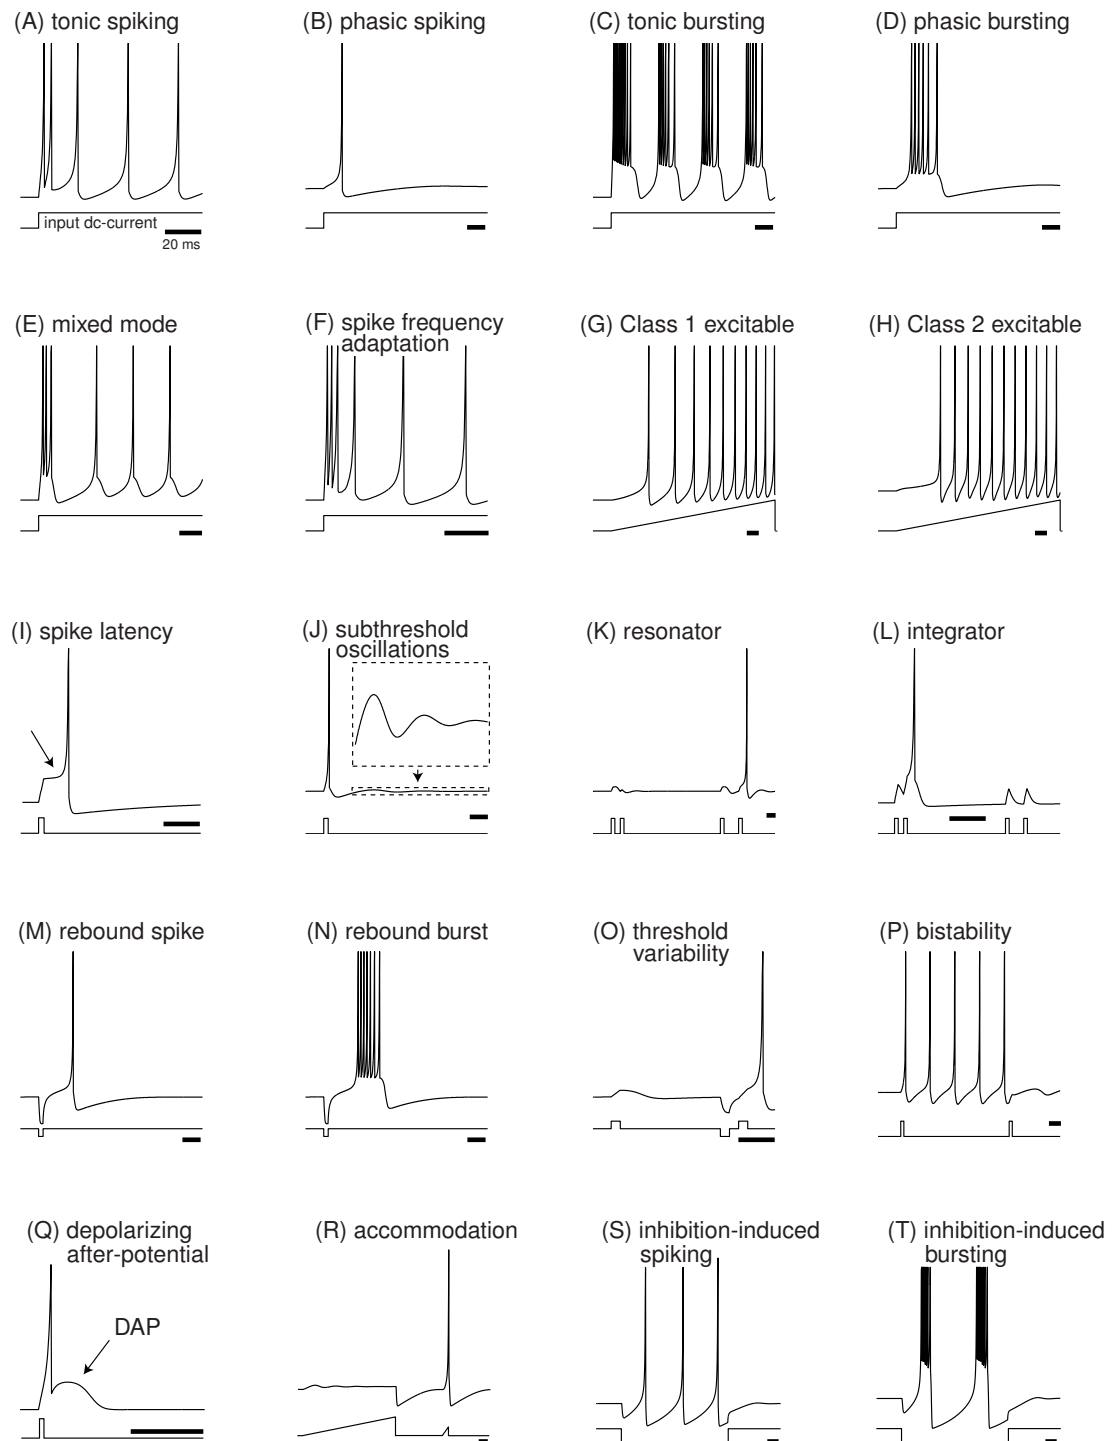 (A) tonic spiking
(B) phasic spiking
(C) tonic bursting
(D) phasic bursting
input dc-current
20 ms
(E) mixed mode
(F) spike frequency
adaptation
(G) Class 1 excitable
(H) Class 2 excitable
(I) spike latency
(J) subthreshold
oscillations
(K) resonator
(L) integrator
(M) rebound spike
(N) rebound burst
(O) threshold
variability
(P) bistability
(Q) depolarizing
after-potential
DAP
(R) accommodation
(S) inhibition-induced
spiking
(T) inhibition-induced
bursting